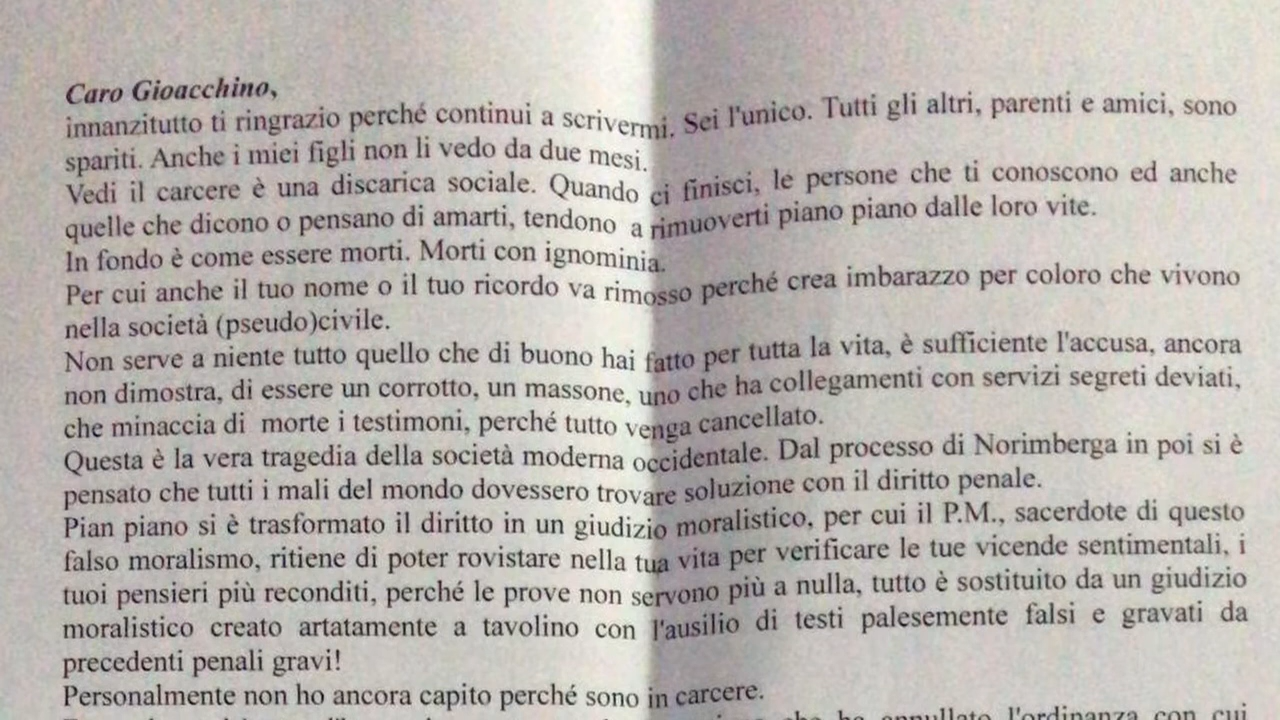 Caro Gioacchino,
innanzitutto ti ringrazio perché continui a scrivermi. Sei l'unico. Tutti gli altri, parenti e amici, sono
spariti. Anche i miei figli non li vedo da due mesi.
Vedi il carcere è una discarica sociale. Quando ci finisci, le persone che ti conoscono ed anche
quelle che dicono o pensano di amarti, tendono a rimuoverti piano piano dalle loro vite.
In fondo è come essere morti. Morti con ignominia.
Per cui anche il tuo nome o il tuo ricordo va rimosso perché crea imbarazzo per coloro che vivono
nella società (pseudo)civile.
Non serve a niente tutto quello che di buono hai fatto per tutta la vita, è sufficiente l'accusa, ancora
non dimostra, di essere un corrotto, un massone, uno che ha collegamenti con servizi segreti deviati,
che minaccia di morte i testimoni, perché tutto venga cancellato.
Questa è la vera tragedia della società moderna occidentale. Dal processo di Norimberga in poi si è
pensato che tutti i mali del mondo dovessero trovare soluzione con il diritto penale.
Pian piano si è trasformato il diritto in un giudizio moralistico, per cui il P.M., sacerdote di questo
falso moralismo, ritiene di poter rovistare nella tua vita per verificare le tue vicende sentimentali, i
tuoi pensieri più reconditi, perché le prove non servono più a nulla, tutto è sostituito da un giudizio
moralistico creato artatamente a tavolino con l'ausilio di testi palesemente falsi e gravati da
precedenti penali gravi!
Personalmente non ho ancora capito perché sono in carcere.
che ha annullato l'ordinanza con cui